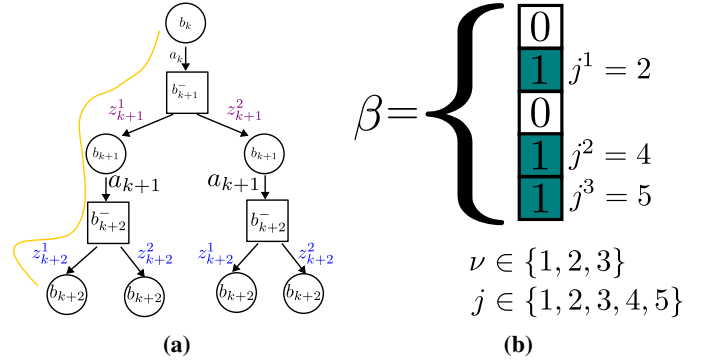 b_k
a_k
b^-_{k+1}
z^1_{k+1} z^2_{k+1}
b_{k+1} b_{k+1}
a_{k+1} a_{k+1}
b^-_{k+2} b^-_{k+2}
z^1_{k+2} z^2_{k+2} z^1_{k+2} z^2_{k+2}
b_{k+2} b_{k+2} b_{k+2} b_{k+2}
(a)
β = {
0
1 j^1 = 2
0
1 j^2 = 4
1 j^3 = 5
ν ∈ {1, 2, 3}
j ∈ {1, 2, 3, 4, 5}
(b)